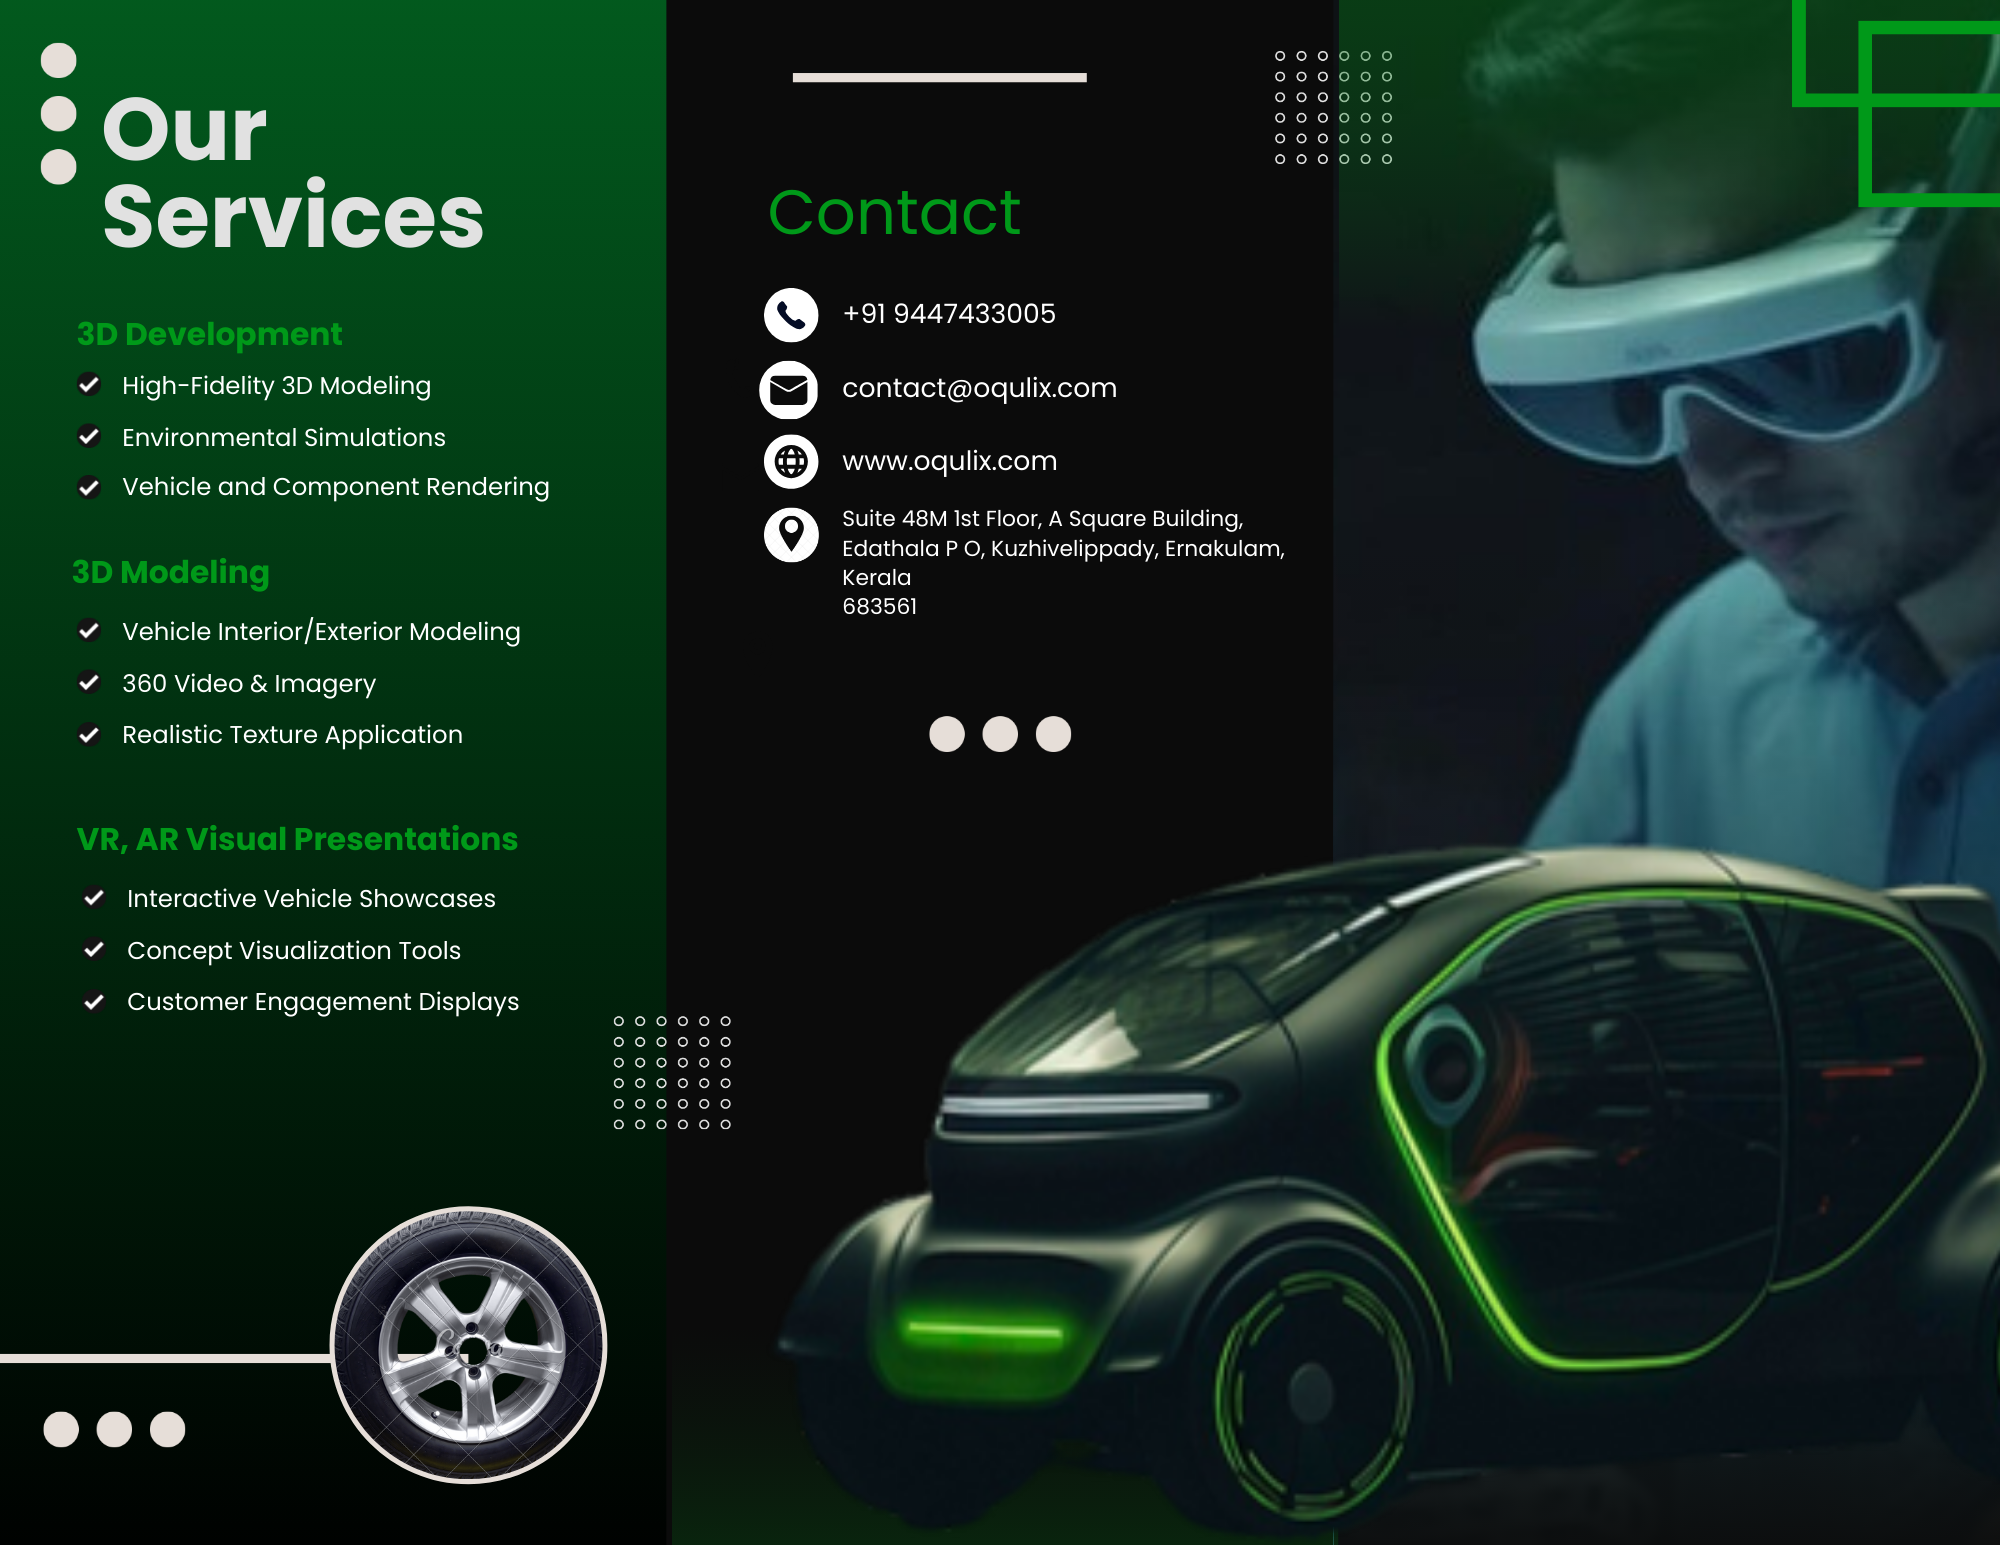 Our
Services
3D Development
High-Fidelity 3D Modeling
Environmental Simulations
Vehicle and Component Rendering
3D Modeling
Vehicle Interior/Exterior Modeling
360 Video & Imagery
Realistic Texture Application
VR, AR Visual Presentations
Interactive Vehicle Showcases
Concept Visualization Tools
Customer Engagement Displays
Contact
+91 9447433005
contact@oqulix.com
www.oqulix.com
Suite 48M 1st Floor, A Square Building,
Edathala P O, Kuzhivelippady, Ernakulam,
Kerala
683561